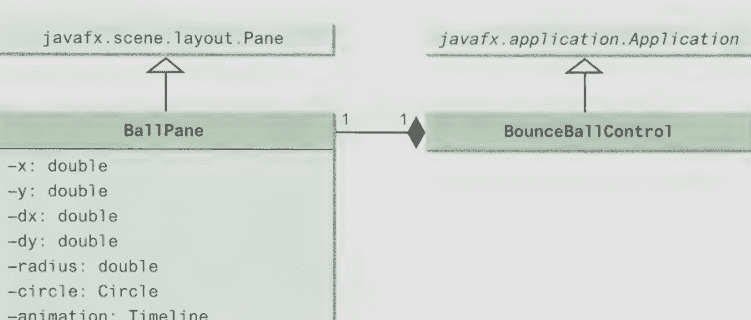 javafx.scene.layout.Pane
javafx.application.Application
BallPane
1
1
BounceBallControl
-x: double
-y: double
-dx: double
-dy: double
-radius: double
-circle: Circle
-animation: Timeline